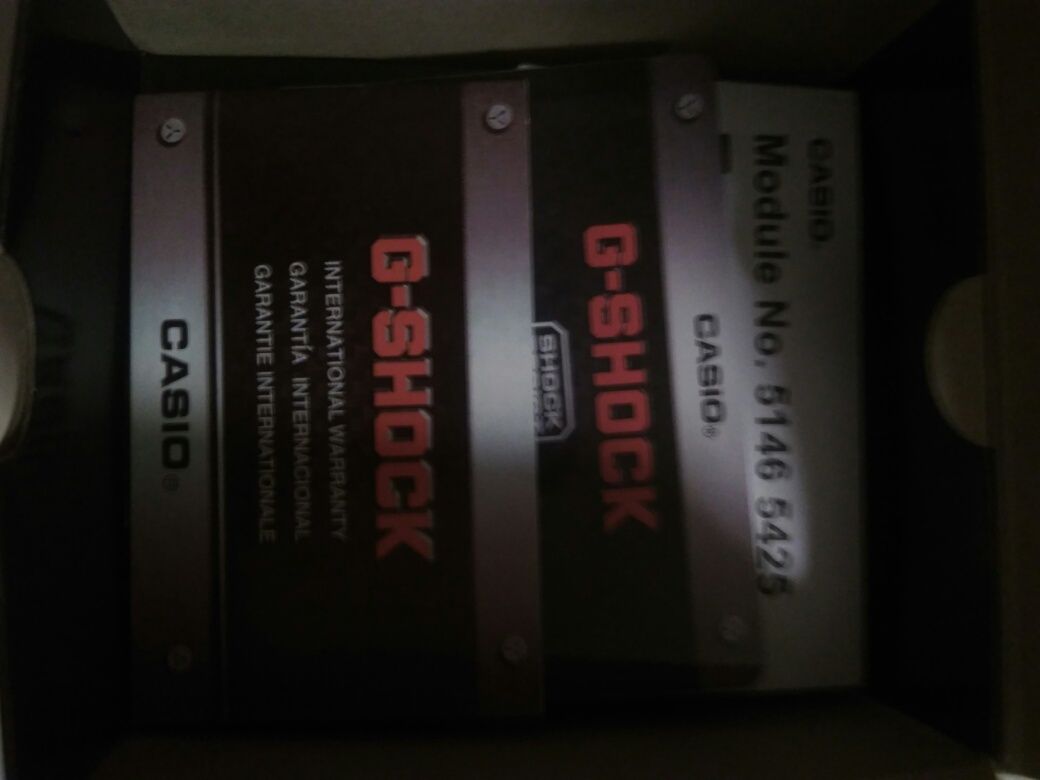 CASIO
Module No. 5146 5425
CASIO®
G-SHOCK
SHOCK
G-SHOCK
INTERNATIONAL WARRANTY
GARANTÍA INTERNACIONAL
GARANTIE INTERNATIONALE
CASIO®